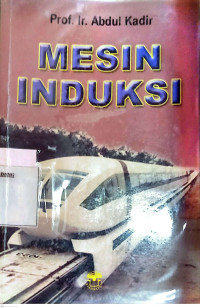 Prof. Ir. Abdul Kadir
MESIN
INDUKSI